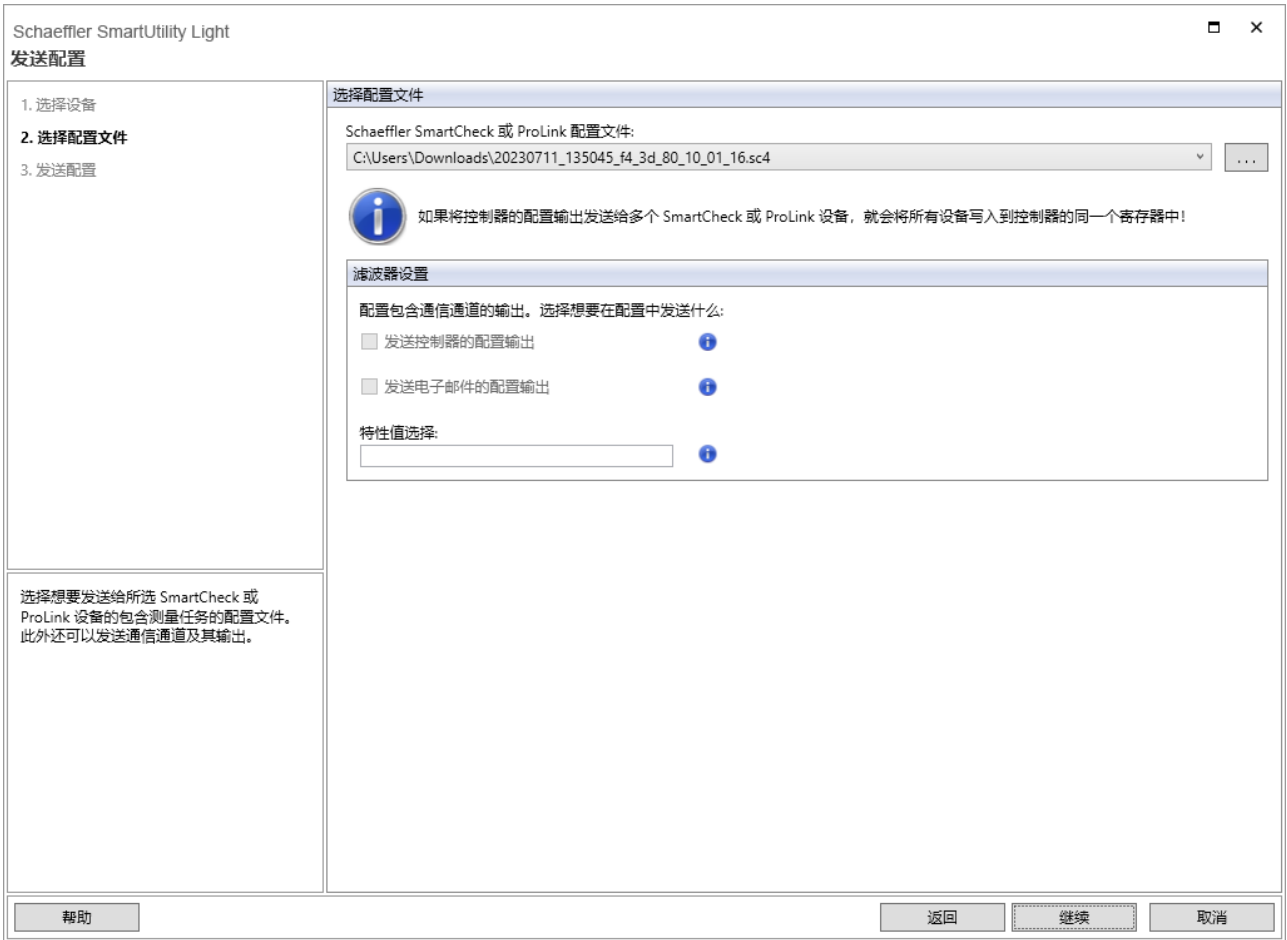 Schaeffler SmartUtility Light
发送配置
1. 选择设备
2. 选择配置文件
3. 发送配置
选择想要发送给所选 SmartCheck 或
ProLink 设备的包含测量任务的配置文件。
此外还可以发送通信通道及其输出。
选择配置文件
Schaeffler SmartCheck 或 ProLink 配置文件:
C:\Users\Downloads\20230711_135045_f4_3d_80_10_01_16.sc4
...
如果将控制器的配置输出发送给多个 SmartCheck 或 ProLink 设备，就会将所有设备写入到控制器的同一个寄存器中!
滤波器设置
配置包含通信通道的输出。选择想要在配置中发送什么:
发送控制器的配置输出
发送电子邮件的配置输出
特性值选择:
帮助
返回
继续
取消